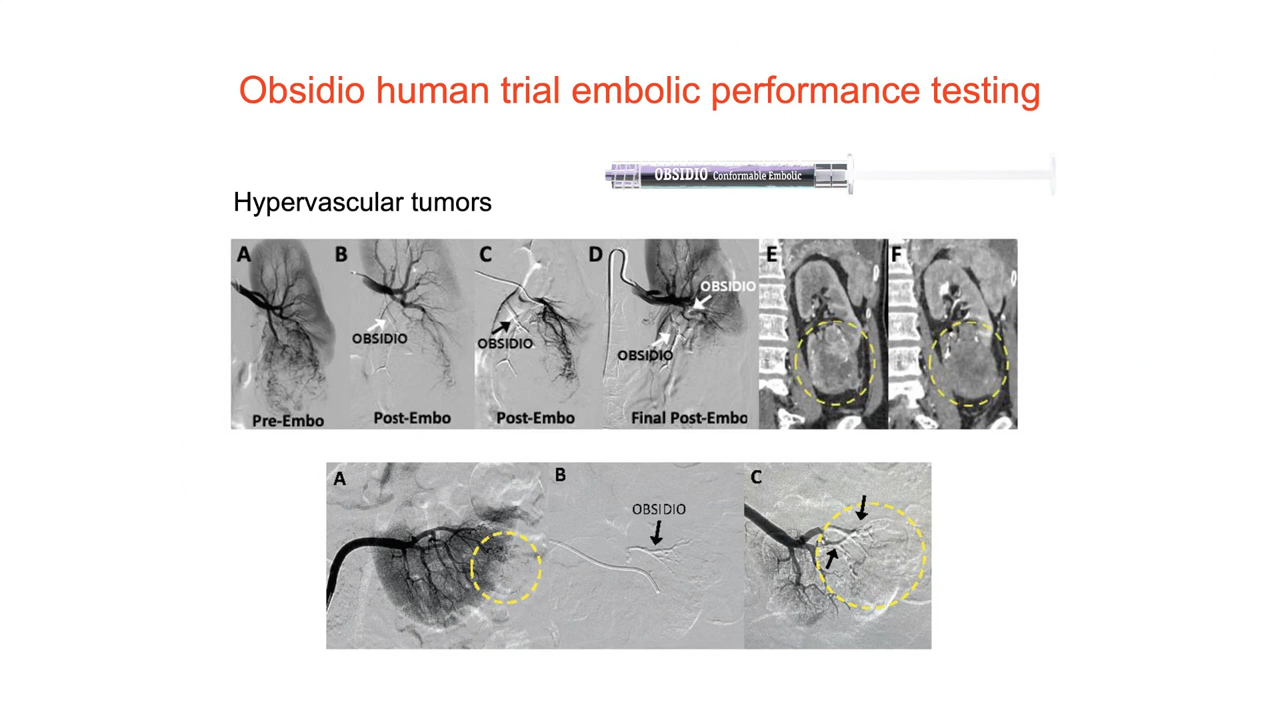 Obsidio human trial embolic performance testing
OBSIDIO Conformable Embolic
Hypervascular tumors
A
B
C
D
E
F
OBSIDIO
OBSIDIO
OBSIDIO
OBSIDIO
Pre-Embo
Post-Embo
Post-Embo
Final Post-Embo
A
B
C
OBSIDIO